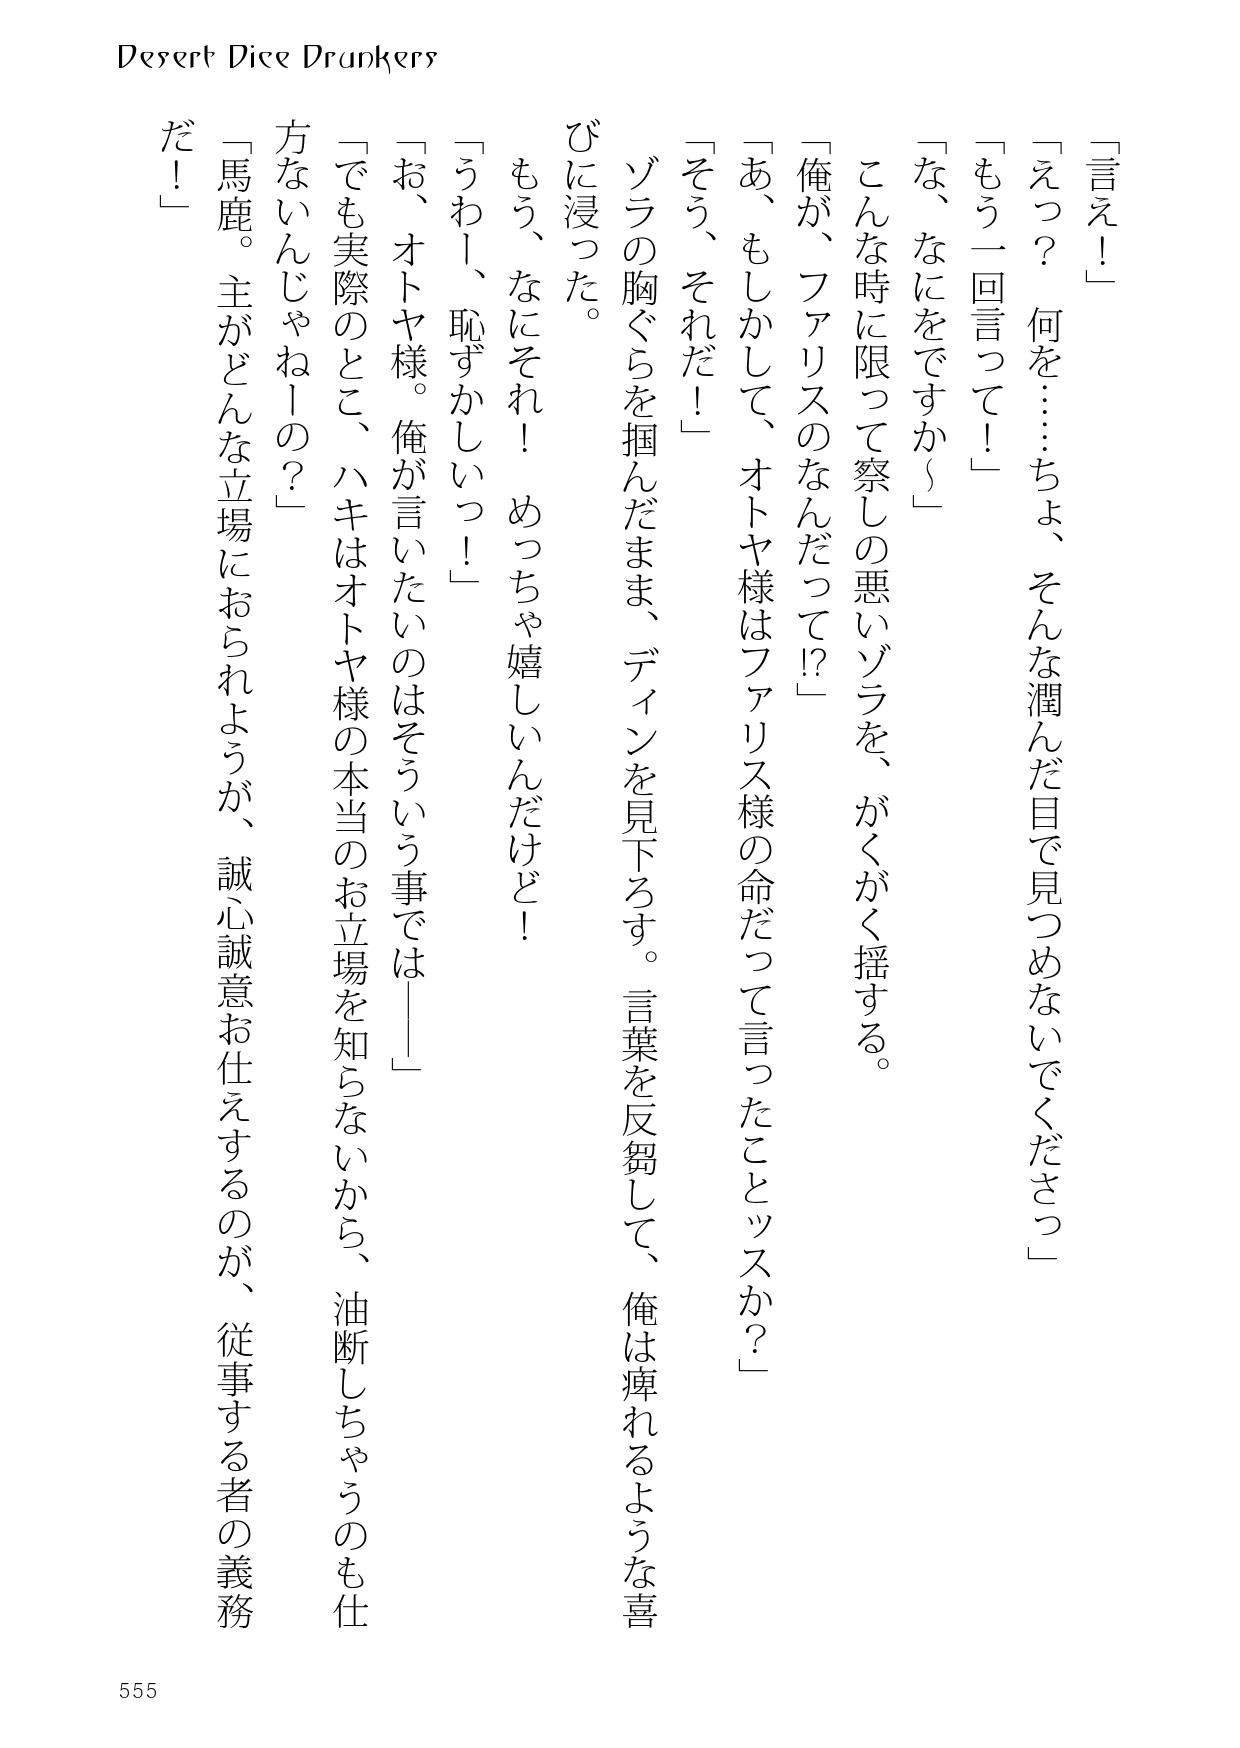 Desert Dice Drunkers
「言え！」
「えっ？　何を……ちょ、そんな潤んだ目で見つめないでくださっ」
「もう一回言って！」
「な、なにをですか～」
　こんな時に限って察しの悪いゾラを、がくがく揺する。
「俺が、ファリスのなんだって⁉」
「あ、もしかして、オトヤ様はファリス様の命だって言ったことッスか？」
「そう、それだ！」
　ゾラの胸ぐらを掴んだまま、ディンを見下ろす。言葉を反芻して、俺は痺れるような喜
びに浸った。
　もう、なにそれ！　めっちゃ嬉しいんだけど！
「うわー、恥ずかしいっ！」
「お、オトヤ様。俺が言いたいのはそういう事では――」
「でも実際のとこ、ハキはオトヤ様の本当のお立場を知らないから、油断しちゃうのも仕
方ないんじゃねーの？」
「馬鹿。主がどんな立場におられようが、誠心誠意お仕えするのが、従事する者の義務
だ！」
555